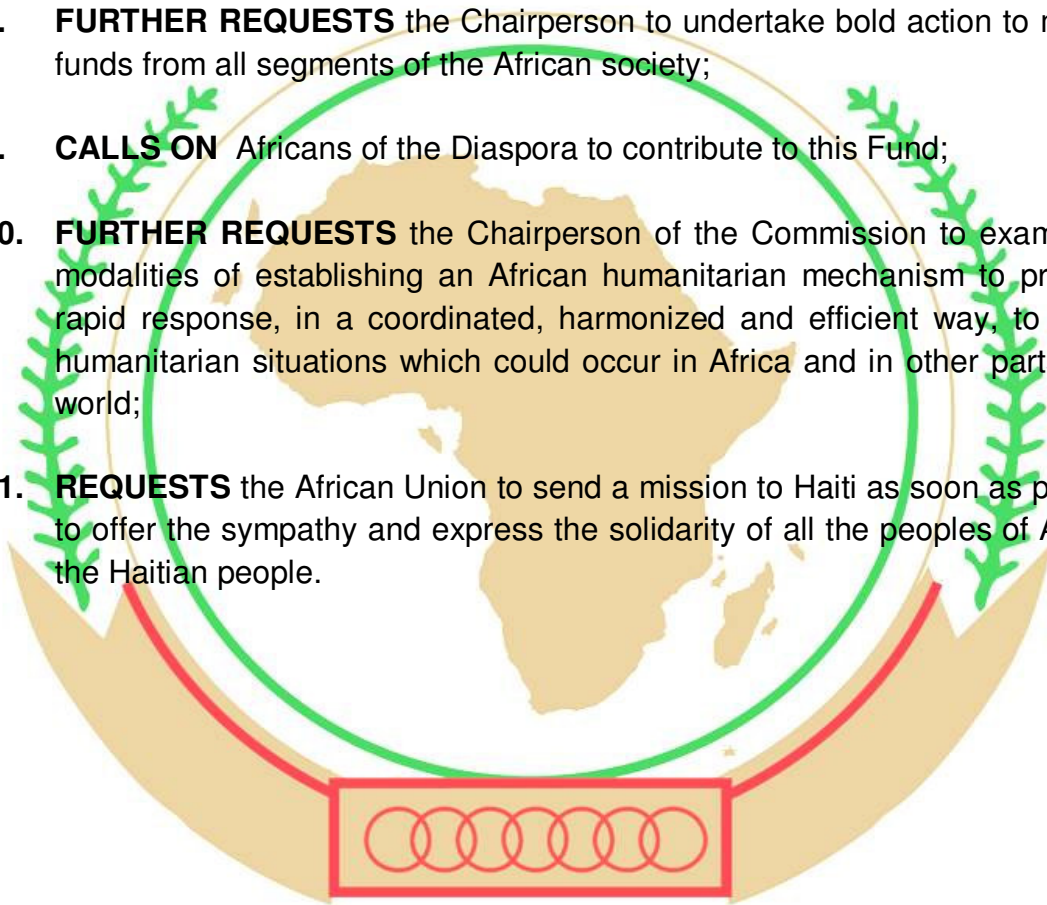 . FURTHER REQUESTS the Chairperson to undertake bold action to
funds from all segments of the African society;
. CALLS ON Africans of the Diaspora to contribute to this Fund;
0. FURTHER REQUESTS the Chairperson of the Commission to exam
modalities of establishing an African humanitarian mechanism to pr
rapid response, in a coordinated, harmonized and efficient way, to
humanitarian situations which could occur in Africa and in other part
world;
1. REQUESTS the African Union to send a mission to Haiti as soon as p
to offer the sympathy and express the solidarity of all the peoples of A
the Haitian people.